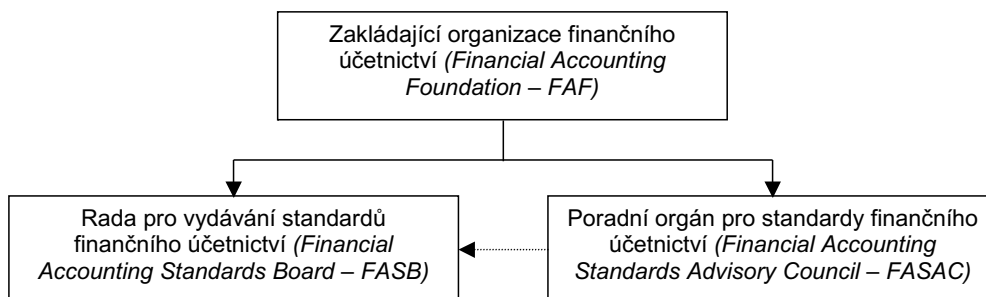 Zakládající organizace finančního
účetnictví (Financial Accounting
Foundation – FAF)
Rada pro vydávání standardů
finančního účetnictví (Financial
Accounting Standards Board – FASB)
Poradní orgán pro standardy finančního
účetnictví (Financial Accounting
Standards Advisory Council – FASAC)